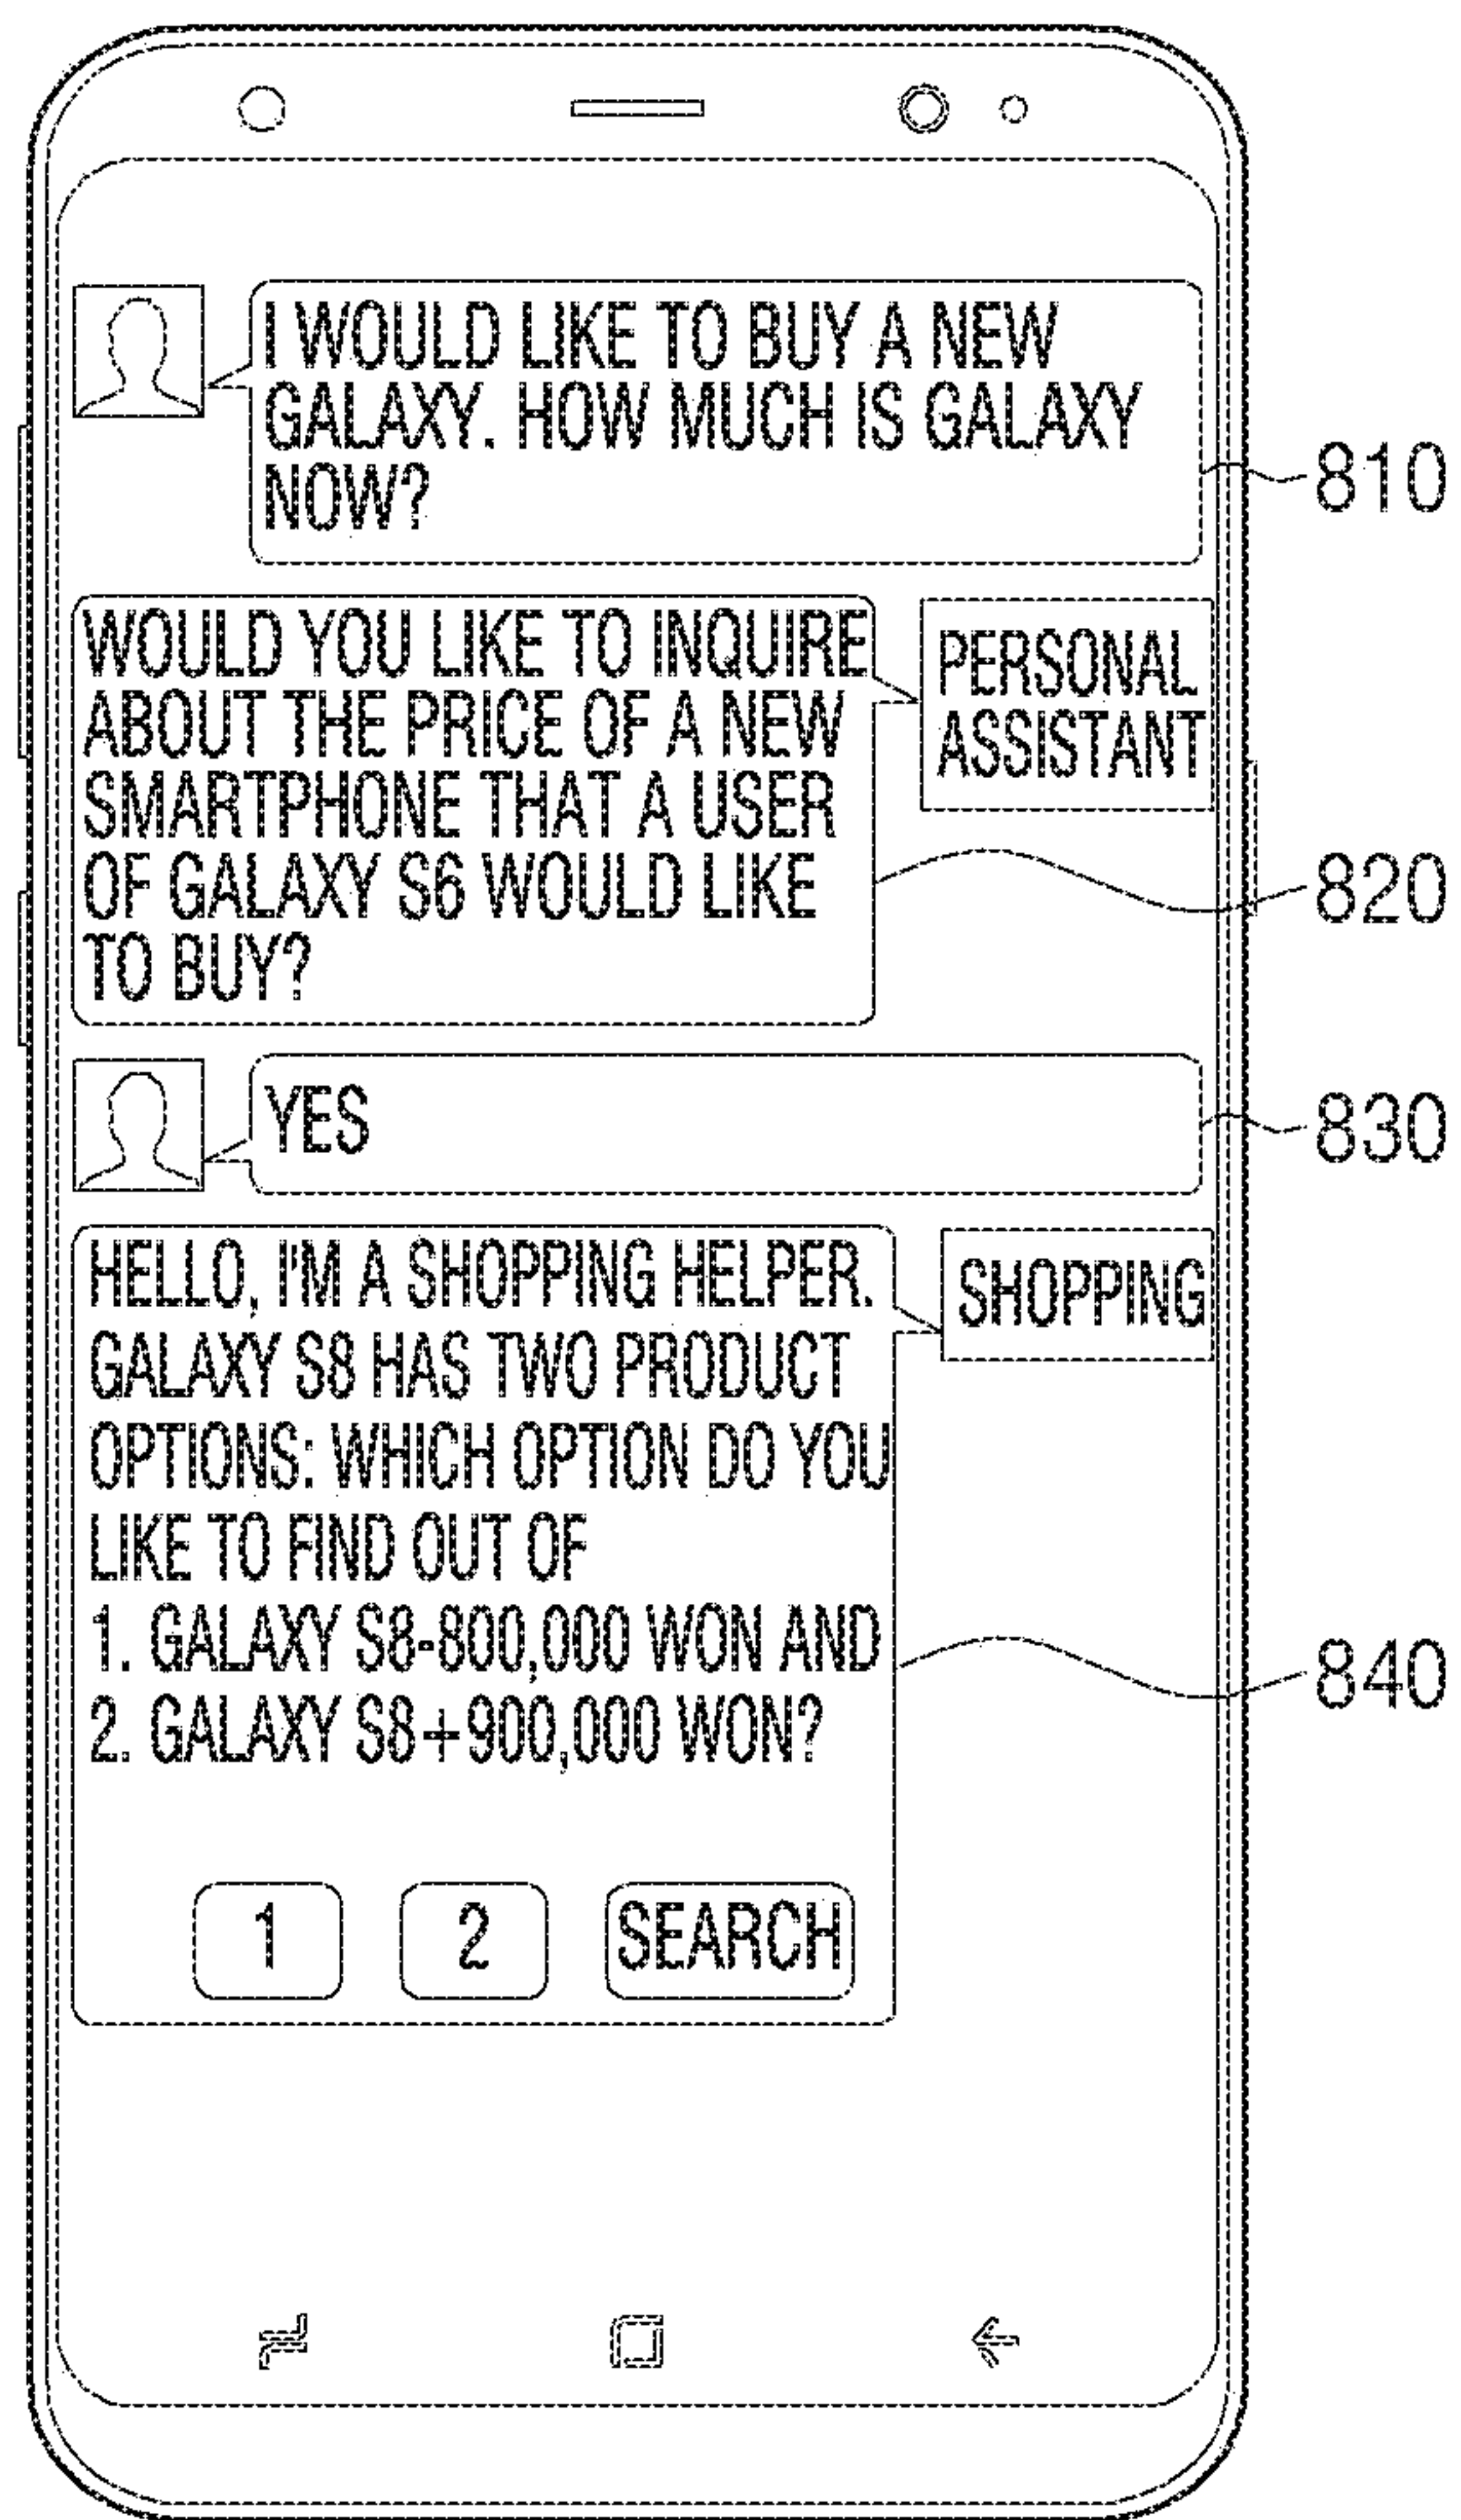 I WOULD LIKE TO BUY A NEW
GALAXY. HOW MUCH IS GALAXY
NOW?
810
WOULD YOU LIKE TO INQUIRE
ABOUT THE PRICE OF A NEW
SMARTPHONE THAT A USER
OF GALAXY S6 WOULD LIKE
TO BUY?
PERSONAL
ASSISTANT
820
YES
830
HELLO, I'M A SHOPPING HELPER.
GALAXY S8 HAS TWO PRODUCT
OPTIONS: WHICH OPTION DO YOU
LIKE TO FIND OUT OF
1. GALAXY S8-800,000 WON AND
2. GALAXY S8+900,000 WON?
SHOPPING
840
1 2 SEARCH